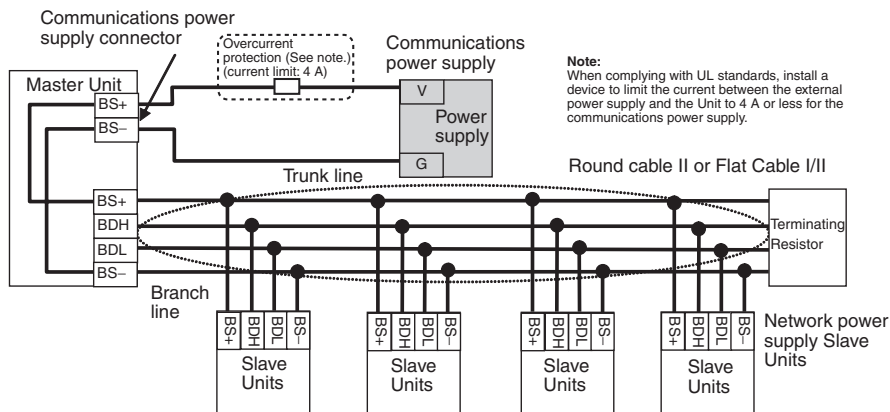 Communications power
supply connector
Overcurrent
protection (See note.)
(current limit: 4 A)
Communications
power supply
Note:
When complying with UL standards, install a
device to limit the current between the external
power supply and the Unit to 4 A or less for the
communications power supply.
Master Unit
BS+
BS–
V
Power
supply
G
Trunk line
Round cable II or Flat Cable I/II
BS+
BDH
BDL
BS–
Terminating
Resistor
Branch
line
BS+
BDH
BDL
BS–
Slave
Units
BS+
BDH
BDL
BS–
Slave
Units
BS+
BDH
BDL
BS–
Slave
Units
BS+
BDH
BDL
BS–
Slave
Units
Network power
supply Slave
Units